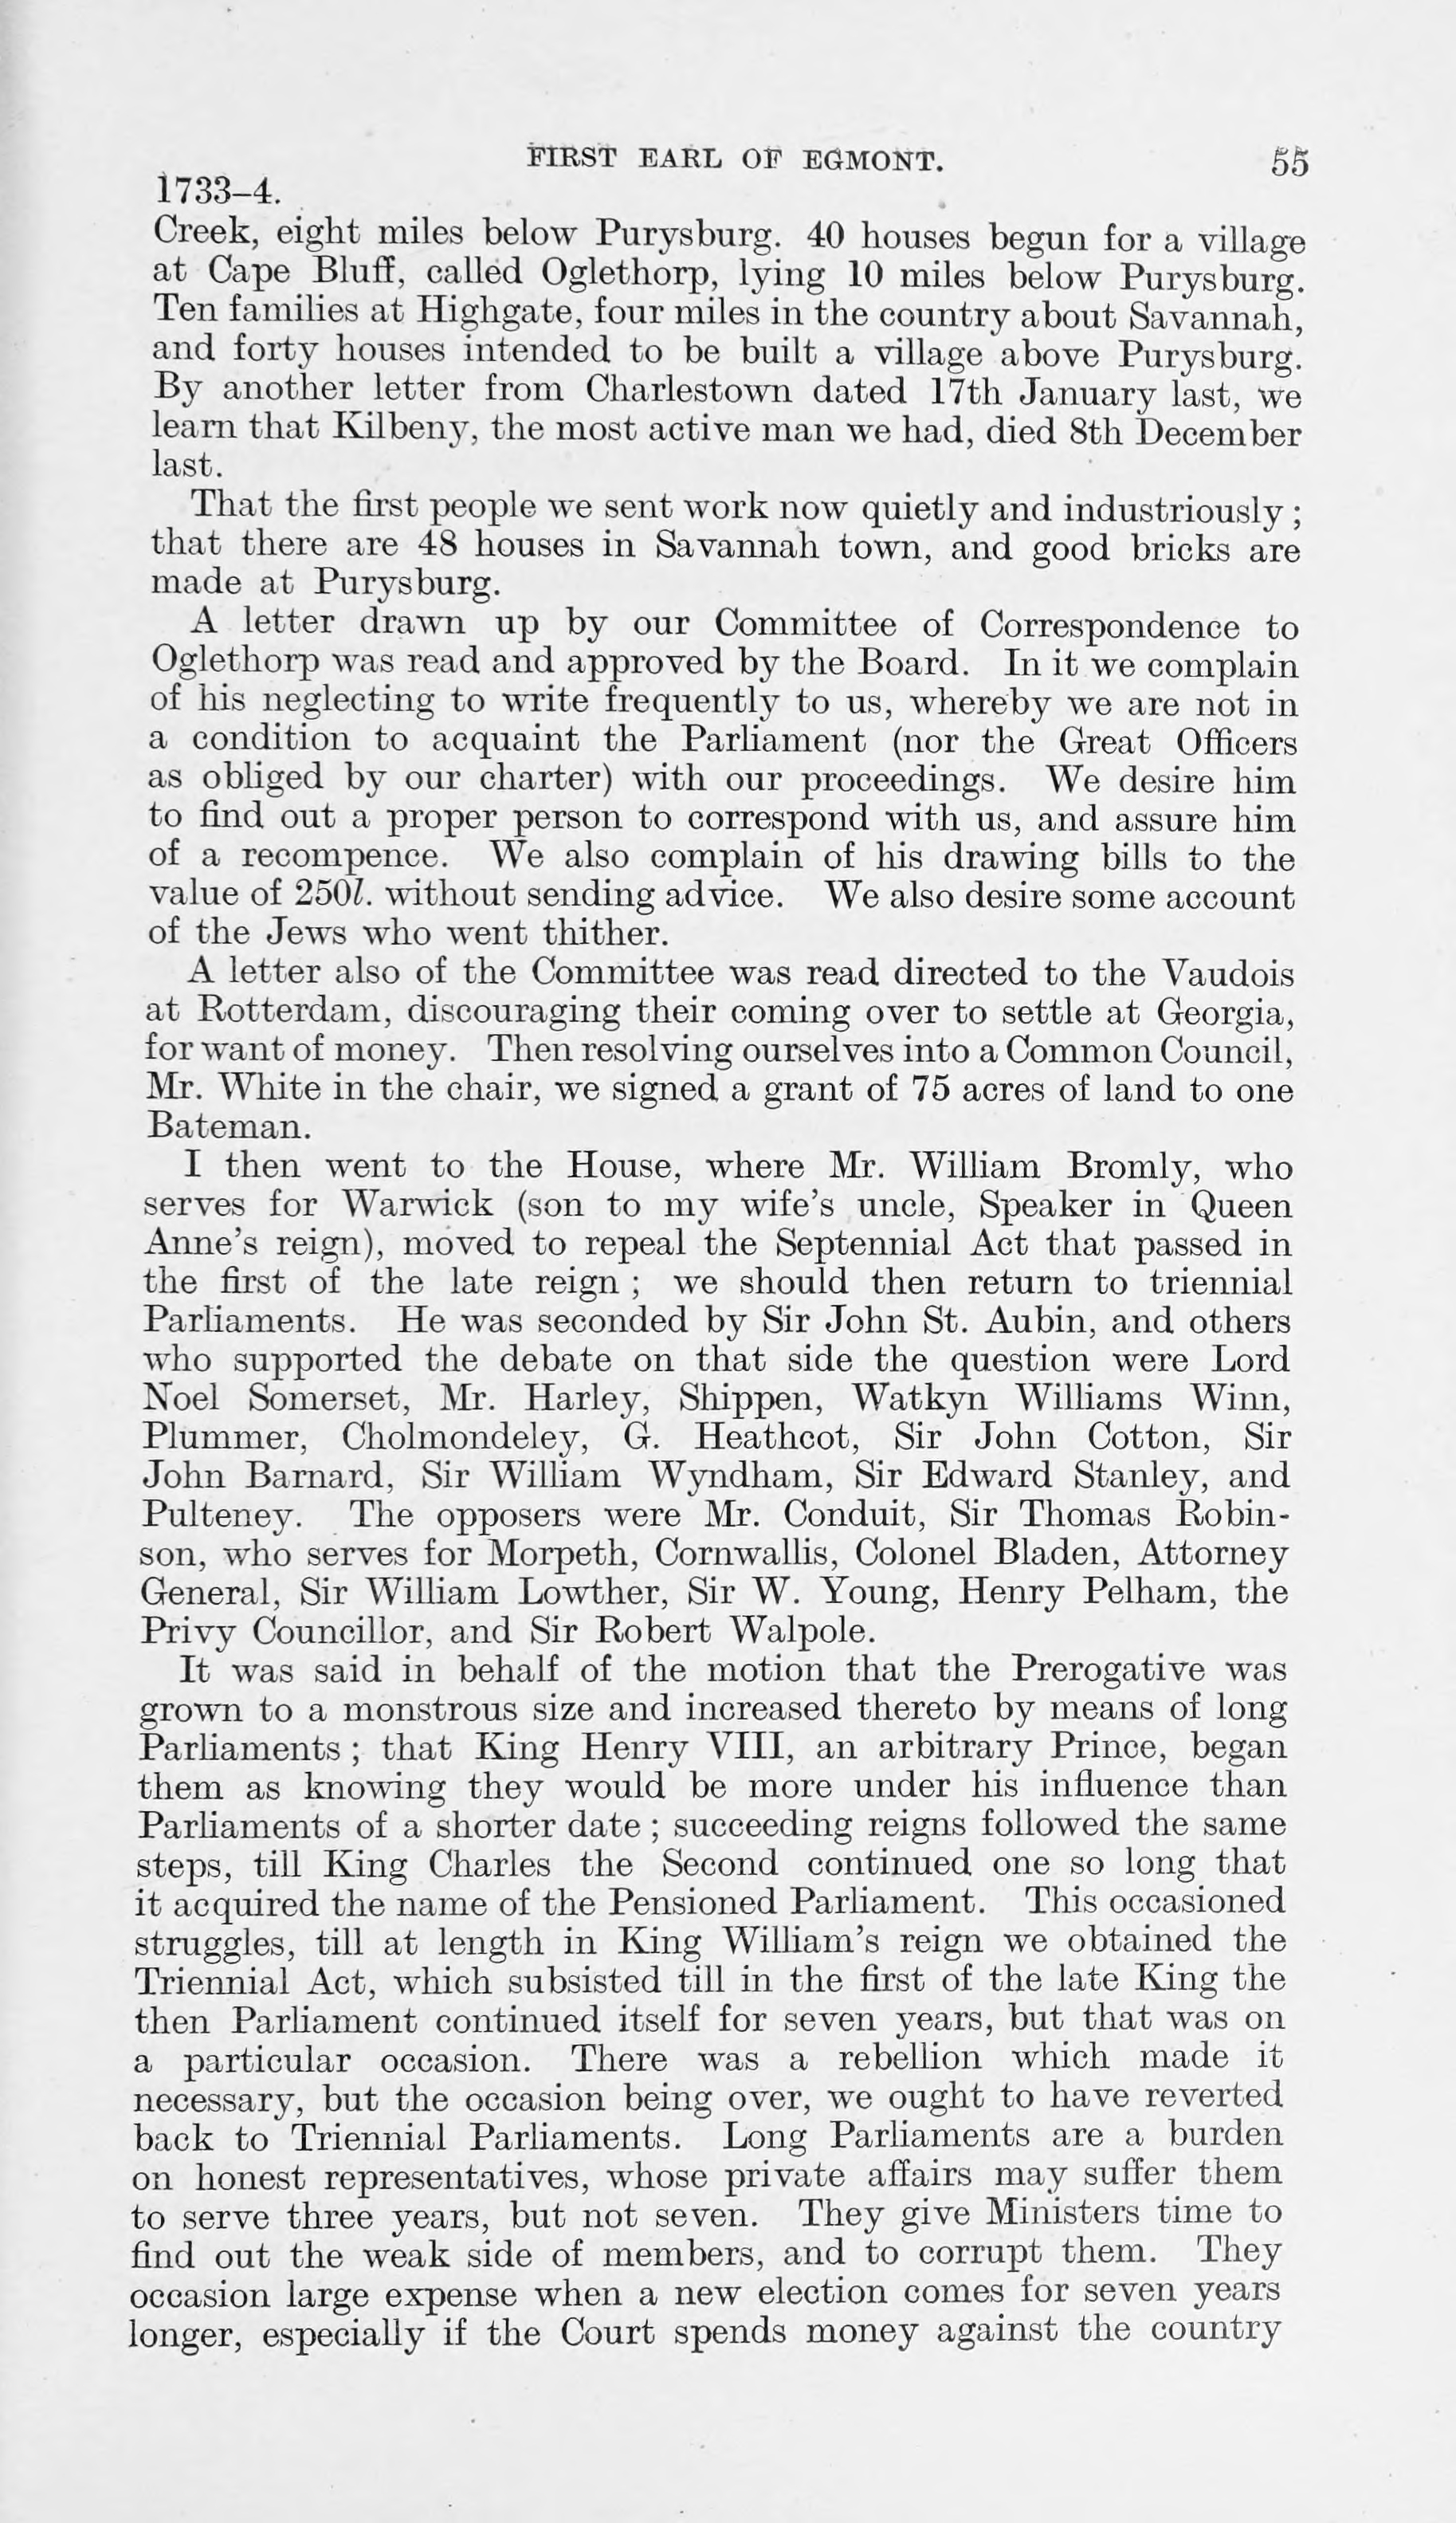 FIRST EARL OF EGMONT. 55
1733–4.
Creek, eight miles below Purysburg. 40 houses begun for a village
at Cape Bluff, called Oglethorp, lying 10 miles below Purysburg.
Ten families at Highgate, four miles in the country about Savannah,
and forty houses intended to be built a village above Purysburg.
By another letter from Charlestown dated 17th January last, we
learn that Kilbeny, the most active man we had, died 8th December
last.
That the first people we sent work now quietly and industriously ;
that there are 48 houses in Savannah town, and good bricks are
made at Purysburg.
A letter drawn up by our Committee of Correspondence to
Oglethorp was read and approved by the Board. In it we complain
of his neglecting to write frequently to us, whereby we are not in
a condition to acquaint the Parliament (nor the Great Officers
as obliged by our charter) with our proceedings. We desire him
to find out a proper person to correspond with us, and assure him
of a recompence. We also complain of his drawing bills to the
value of 250l. without sending advice. We also desire some account
of the Jews who went thither.
A letter also of the Committee was read directed to the Vaudois
at Rotterdam, discouraging their coming over to settle at Georgia,
for want of money. Then resolving ourselves into a Common Council,
Mr. White in the chair, we signed a grant of 75 acres of land to one
Bateman.
I then went to the House, where Mr. William Bromly, who
serves for Warwick (son to my wife's uncle, Speaker in Queen
Anne's reign), moved to repeal the Septennial Act that passed in
the first of the late reign ; we should then return to triennial
Parliaments. He was seconded by Sir John St. Aubin, and others
who supported the debate on that side the question were Lord
Noel Somerset, Mr. Harley, Shippen, Watkyn Williams Winn,
Plummer, Cholmondeley, G. Heathcot, Sir John Cotton, Sir
John Barnard, Sir William Wyndham, Sir Edward Stanley, and
Pulteney. The opposers were Mr. Conduit, Sir Thomas Robin-
son, who serves for Morpeth, Cornwallis, Colonel Bladen, Attorney
General, Sir William Lowther, Sir W. Young, Henry Pelham, the
Privy Councillor, and Sir Robert Walpole.
It was said in behalf of the motion that the Prerogative was
grown to a monstrous size and increased thereto by means of long
Parliaments ; that King Henry VIII, an arbitrary Prince, began
them as knowing they would be more under his influence than
Parliaments of a shorter date ; succeeding reigns followed the same
steps, till King Charles the Second continued one so long that
it acquired the name of the Pensioned Parliament. This occasioned
struggles, till at length in King William's reign we obtained the
Triennial Act, which subsisted till in the first of the late King the
then Parliament continued itself for seven years, but that was on
a particular occasion. There was a rebellion which made it
necessary, but the occasion being over, we ought to have reverted
back to Triennial Parliaments. Long Parliaments are a burden
on honest representatives, whose private affairs may suffer them
to serve three years, but not seven. They give Ministers time to
find out the weak side of members, and to corrupt them. They
occasion large expense when a new election comes for seven years
longer, especially if the Court spends money against the country